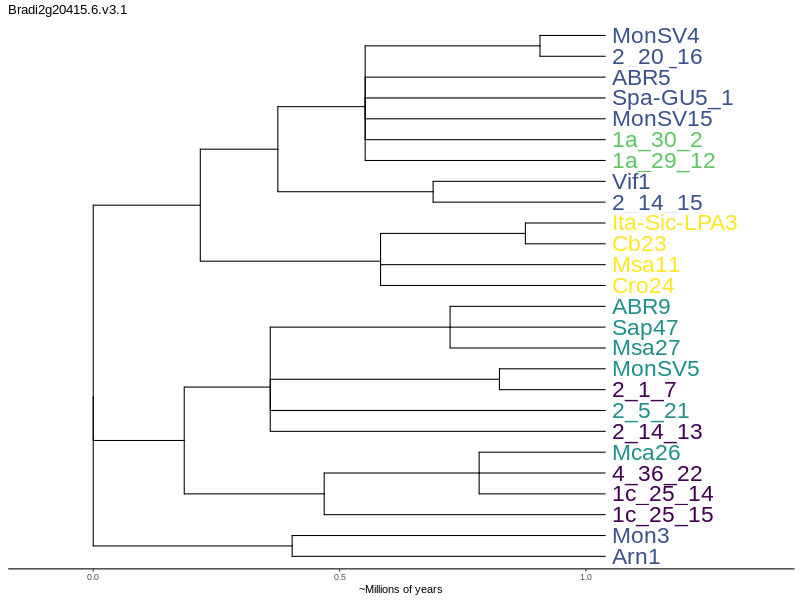 Bradi2g20415.6.v3.1
MonSV4
2_20_16
ABR5
Spa-GU5_1
MonSV15
1a_30_2
1a_29_12
Vif1
2_14_15
Ita-Sic-LPA3
Cb23
Msa11
Cro24
ABR9
Sap47
Msa27
MonSV5
2_1_7
2_5_21
2_14_13
Mca26
4_36_22
1c_25_14
1c_25_15
Mon3
Arn1
0.0 0.5 1.0
~Millions of years